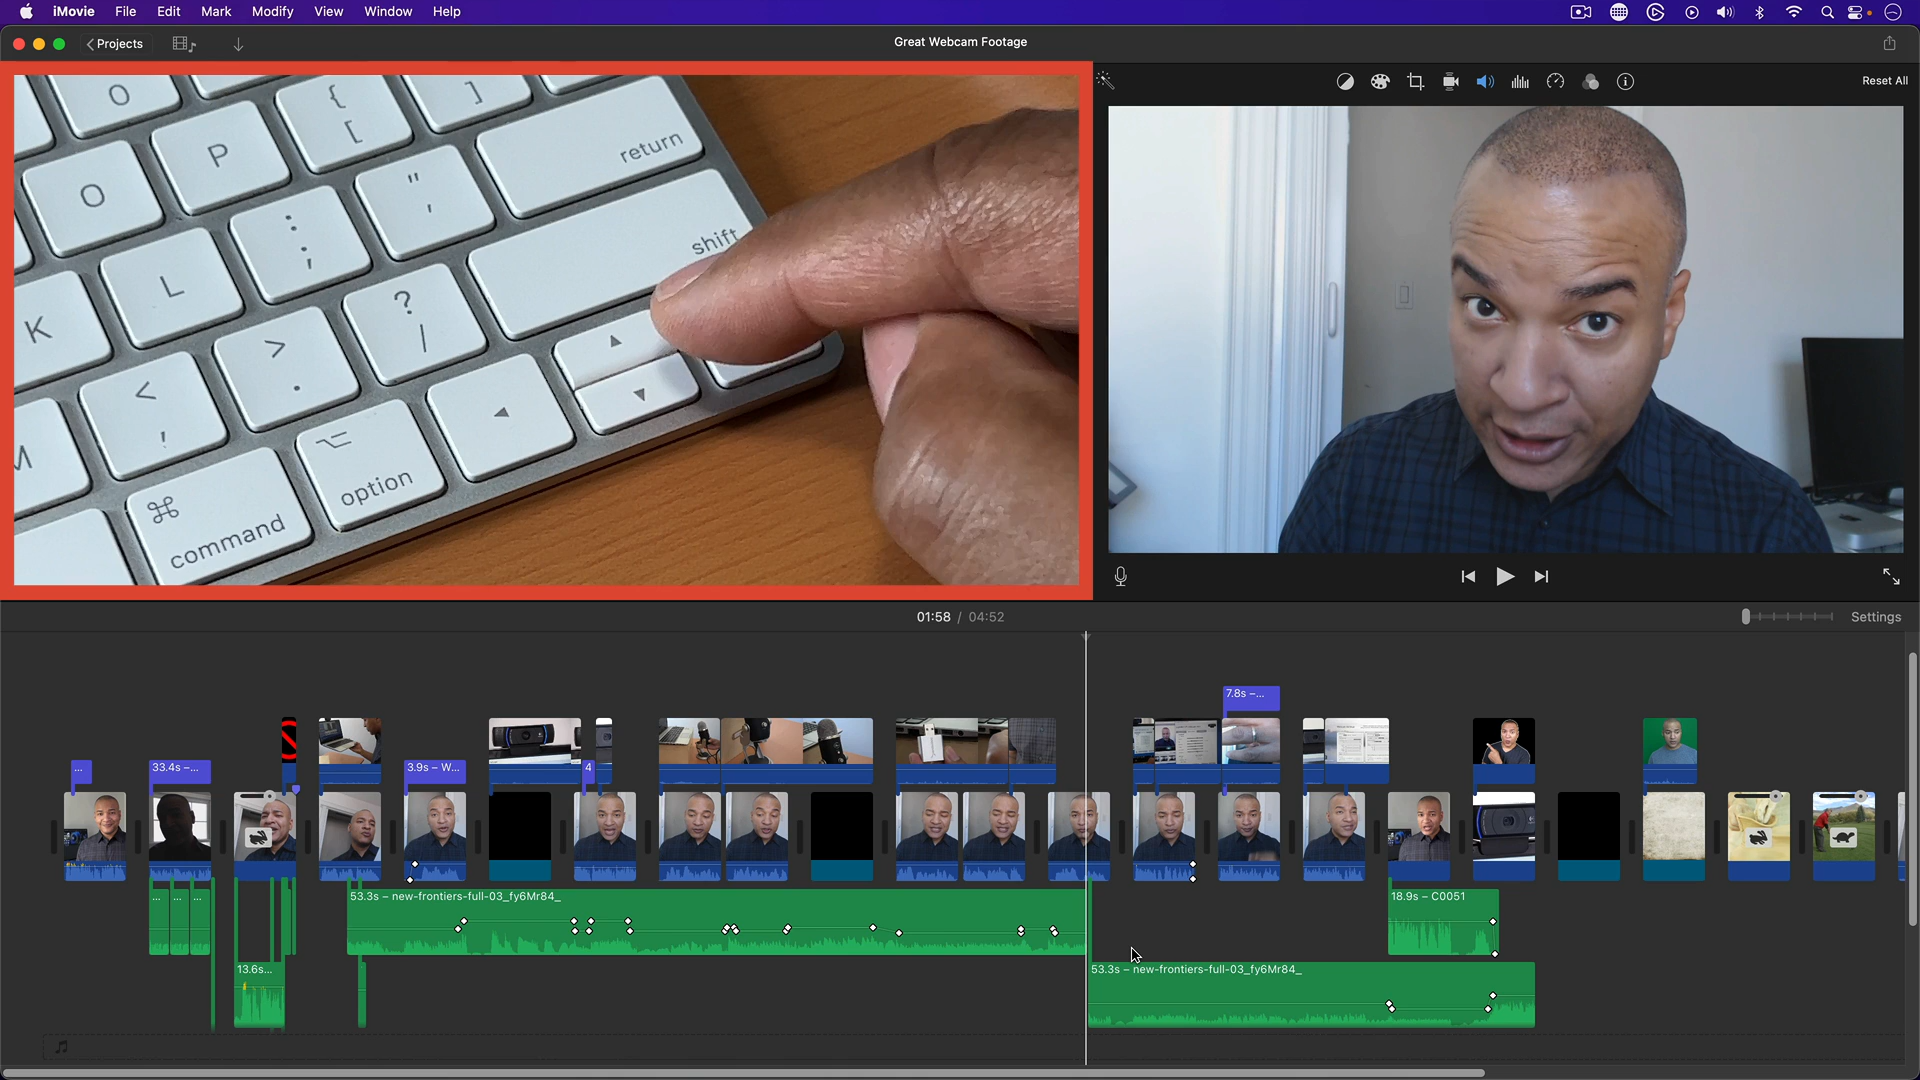 iMovie File Edit Mark Modify View Window Help
Projects
Great Webcam Footage
Reset All
O { [ ]
P
return
O " '
: ;
shift
L
? /
K
> .
< ,
M
option
⌘
command
01:58 / 04:52
Settings
7.8s –...
... 33.4s –... 3.9s – W... 4
... ... ... 53.3s – new-frontiers-full-03_fy6Mr84_ 18.9s – C0051
13.6s... 53.3s – new-frontiers-full-03_fy6Mr84_